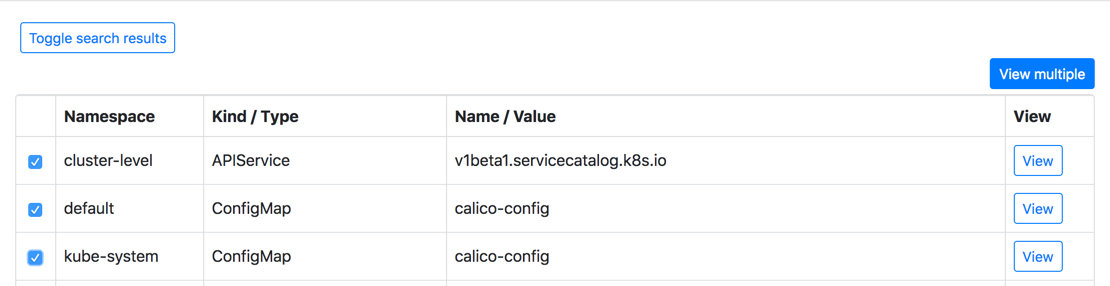 Toggle search results
View multiple
Namespace Kind / Type Name / Value View
cluster-level APIService v1beta1.servicecatalog.k8s.io View
default ConfigMap calico-config View
kube-system ConfigMap calico-config View